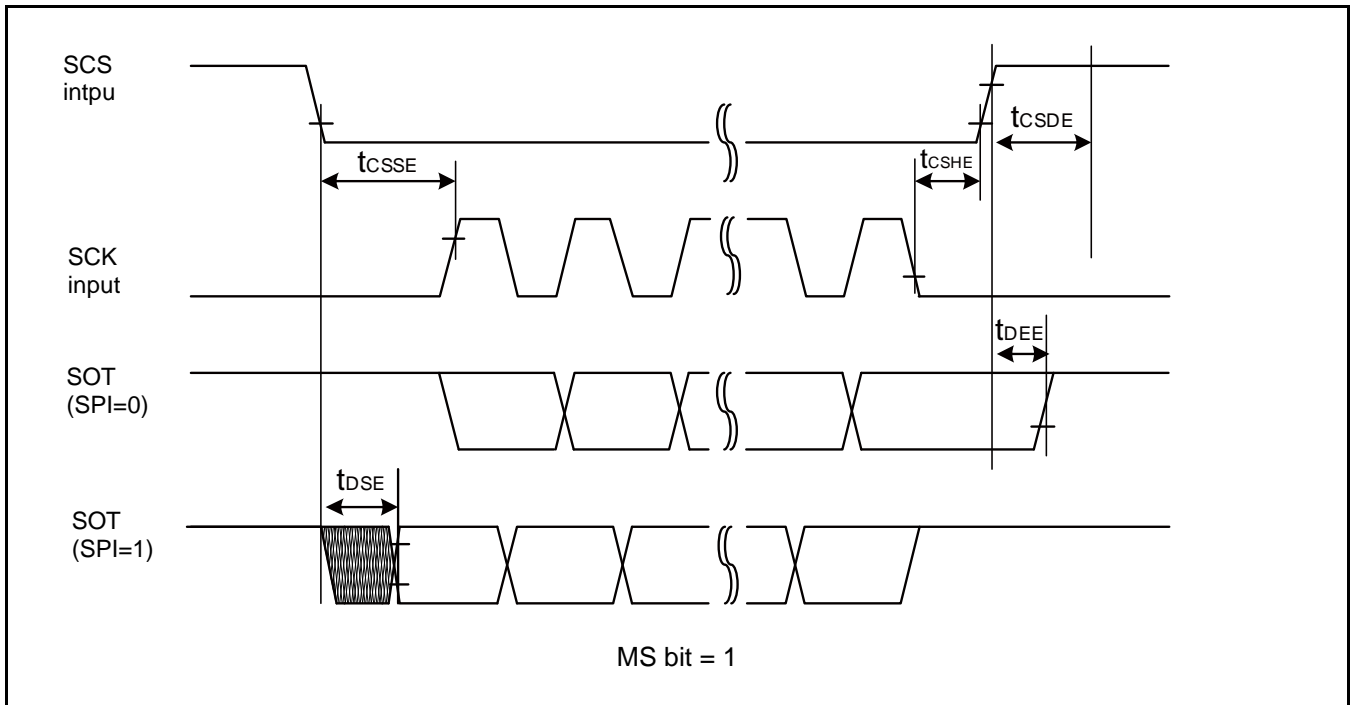 SCS
intpu
tCSDE
tCSSE
tCSHE
SCK
input
tDEE
SOT
(SPI=0)
tDSE
SOT
(SPI=1)
MS bit = 1